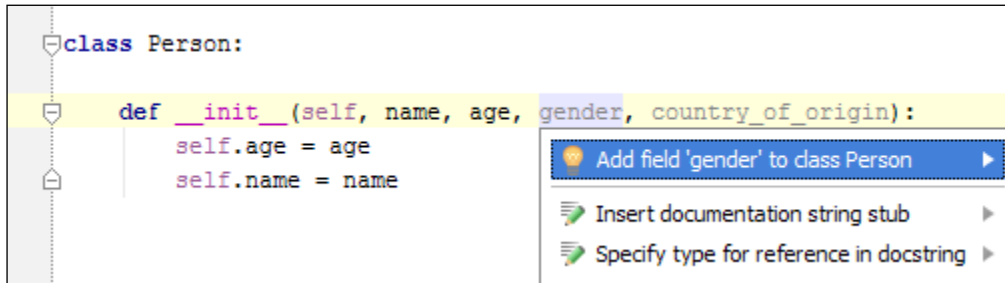 class Person:
def __init__(self, name, age, gender, country_of_origin):
self.age = age
self.name = name
Add field 'gender' to class Person
Insert documentation string stub
Specify type for reference in docstring